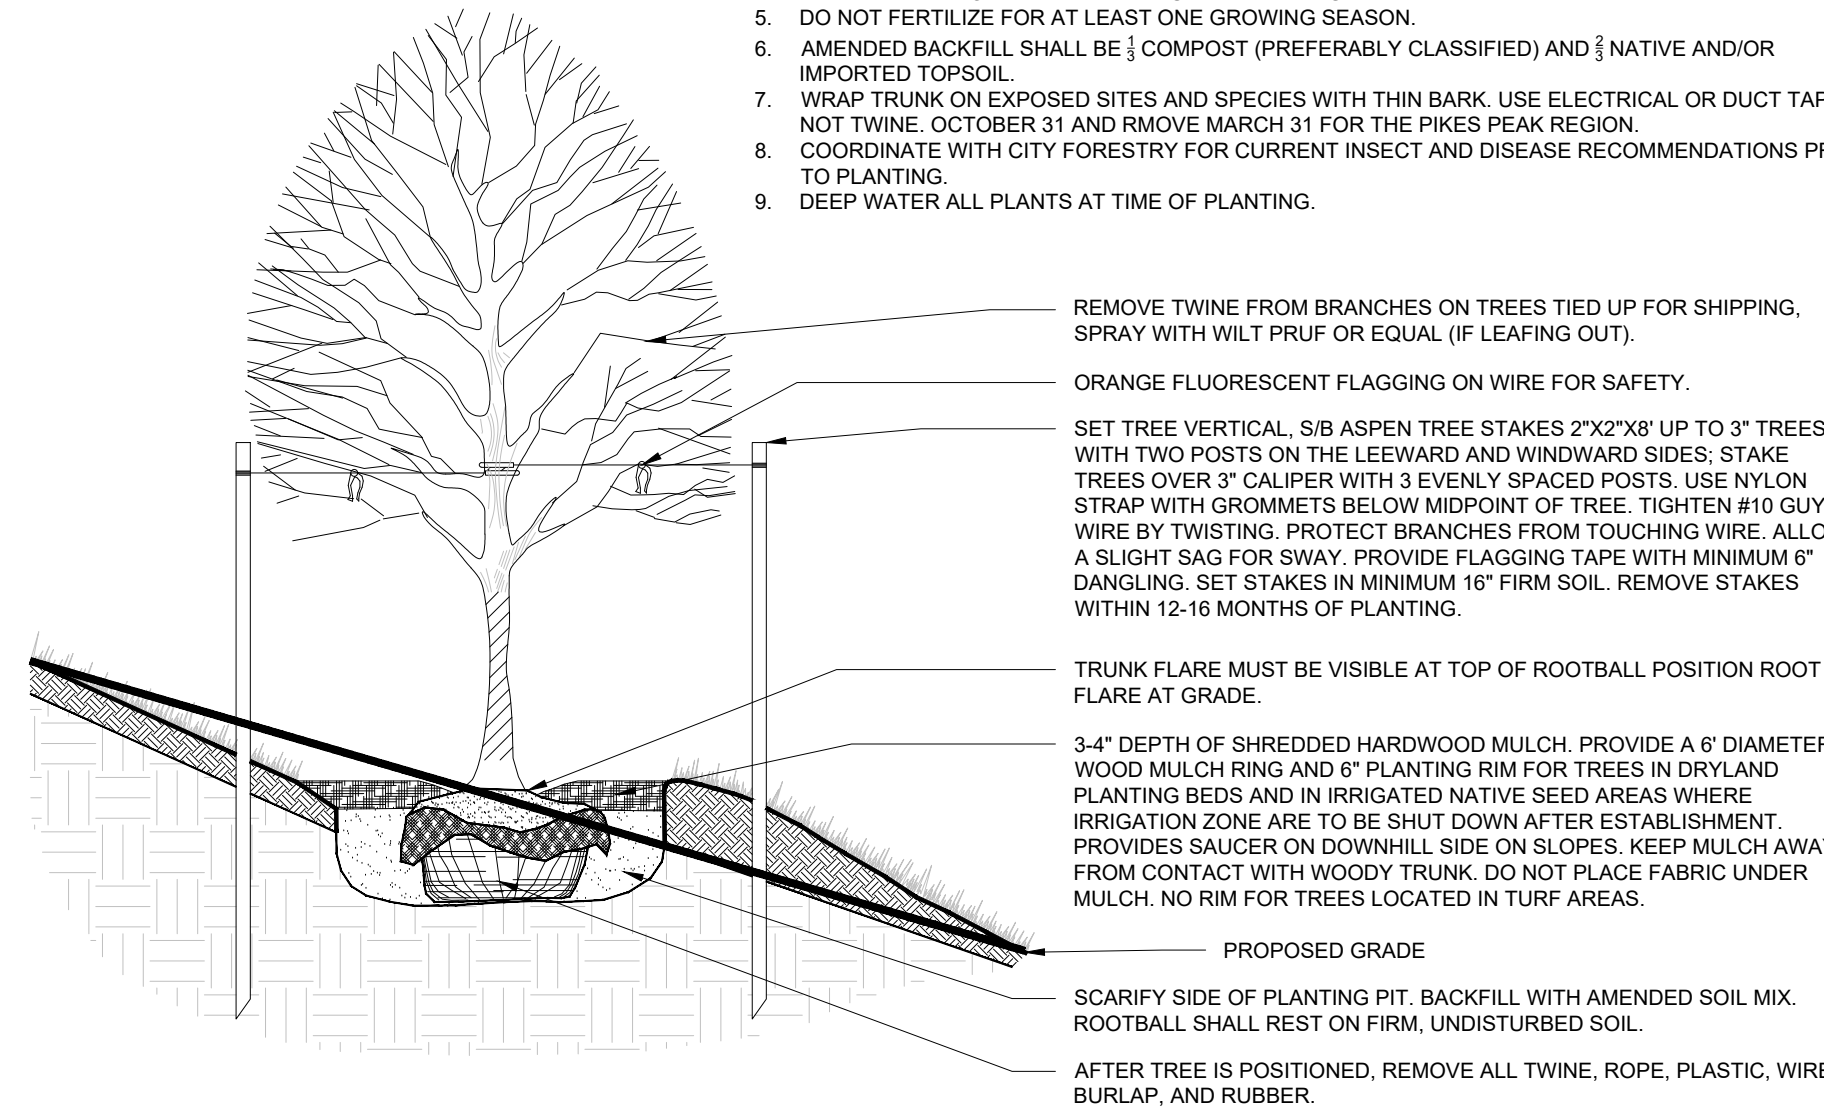 5. DO NOT FERTILIZE FOR AT LEAST ONE GROWING SEASON.
6. AMENDED BACKFILL SHALL BE 1/3 COMPOST (PREFERABLY CLASSIFIED) AND 2/3 NATIVE AND/OR
IMPORTED TOPSOIL.
7. WRAP TRUNK ON EXPOSED SITES AND SPECIES WITH THIN BARK. USE ELECTRICAL OR DUCT TAP
NOT TWINE. OCTOBER 31 AND RMOVE MARCH 31 FOR THE PIKES PEAK REGION.
8. COORDINATE WITH CITY FORESTRY FOR CURRENT INSECT AND DISEASE RECOMMENDATIONS PR
TO PLANTING.
9. DEEP WATER ALL PLANTS AT TIME OF PLANTING.
REMOVE TWINE FROM BRANCHES ON TREES TIED UP FOR SHIPPING,
SPRAY WITH WILT PRUF OR EQUAL (IF LEAFING OUT).
ORANGE FLUORESCENT FLAGGING ON WIRE FOR SAFETY.
SET TREE VERTICAL, S/B ASPEN TREE STAKES 2"X2"X8' UP TO 3" TREES
WITH TWO POSTS ON THE LEEWARD AND WINDWARD SIDES; STAKE
TREES OVER 3" CALIPER WITH 3 EVENLY SPACED POSTS. USE NYLON
STRAP WITH GROMMETS BELOW MIDPOINT OF TREE. TIGHTEN #10 GUY
WIRE BY TWISTING. PROTECT BRANCHES FROM TOUCHING WIRE. ALLO
A SLIGHT SAG FOR SWAY. PROVIDE FLAGGING TAPE WITH MINIMUM 6"
DANGLING. SET STAKES IN MINIMUM 16" FIRM SOIL. REMOVE STAKES
WITHIN 12-16 MONTHS OF PLANTING.
TRUNK FLARE MUST BE VISIBLE AT TOP OF ROOTBALL POSITION ROOT
FLARE AT GRADE.
3-4" DEPTH OF SHREDDED HARDWOOD MULCH. PROVIDE A 6' DIAMETER
WOOD MULCH RING AND 6" PLANTING RIM FOR TREES IN DRYLAND
PLANTING BEDS AND IN IRRIGATED NATIVE SEED AREAS WHERE
IRRIGATION ZONE ARE TO BE SHUT DOWN AFTER ESTABLISHMENT.
PROVIDES SAUCER ON DOWNHILL SIDE ON SLOPES. KEEP MULCH AWAY
FROM CONTACT WITH WOODY TRUNK. DO NOT PLACE FABRIC UNDER
MULCH. NO RIM FOR TREES LOCATED IN TURF AREAS.
PROPOSED GRADE
SCARIFY SIDE OF PLANTING PIT. BACKFILL WITH AMENDED SOIL MIX.
ROOTBALL SHALL REST ON FIRM, UNDISTURBED SOIL.
AFTER TREE IS POSITIONED, REMOVE ALL TWINE, ROPE, PLASTIC, WIRE
BURLAP, AND RUBBER.